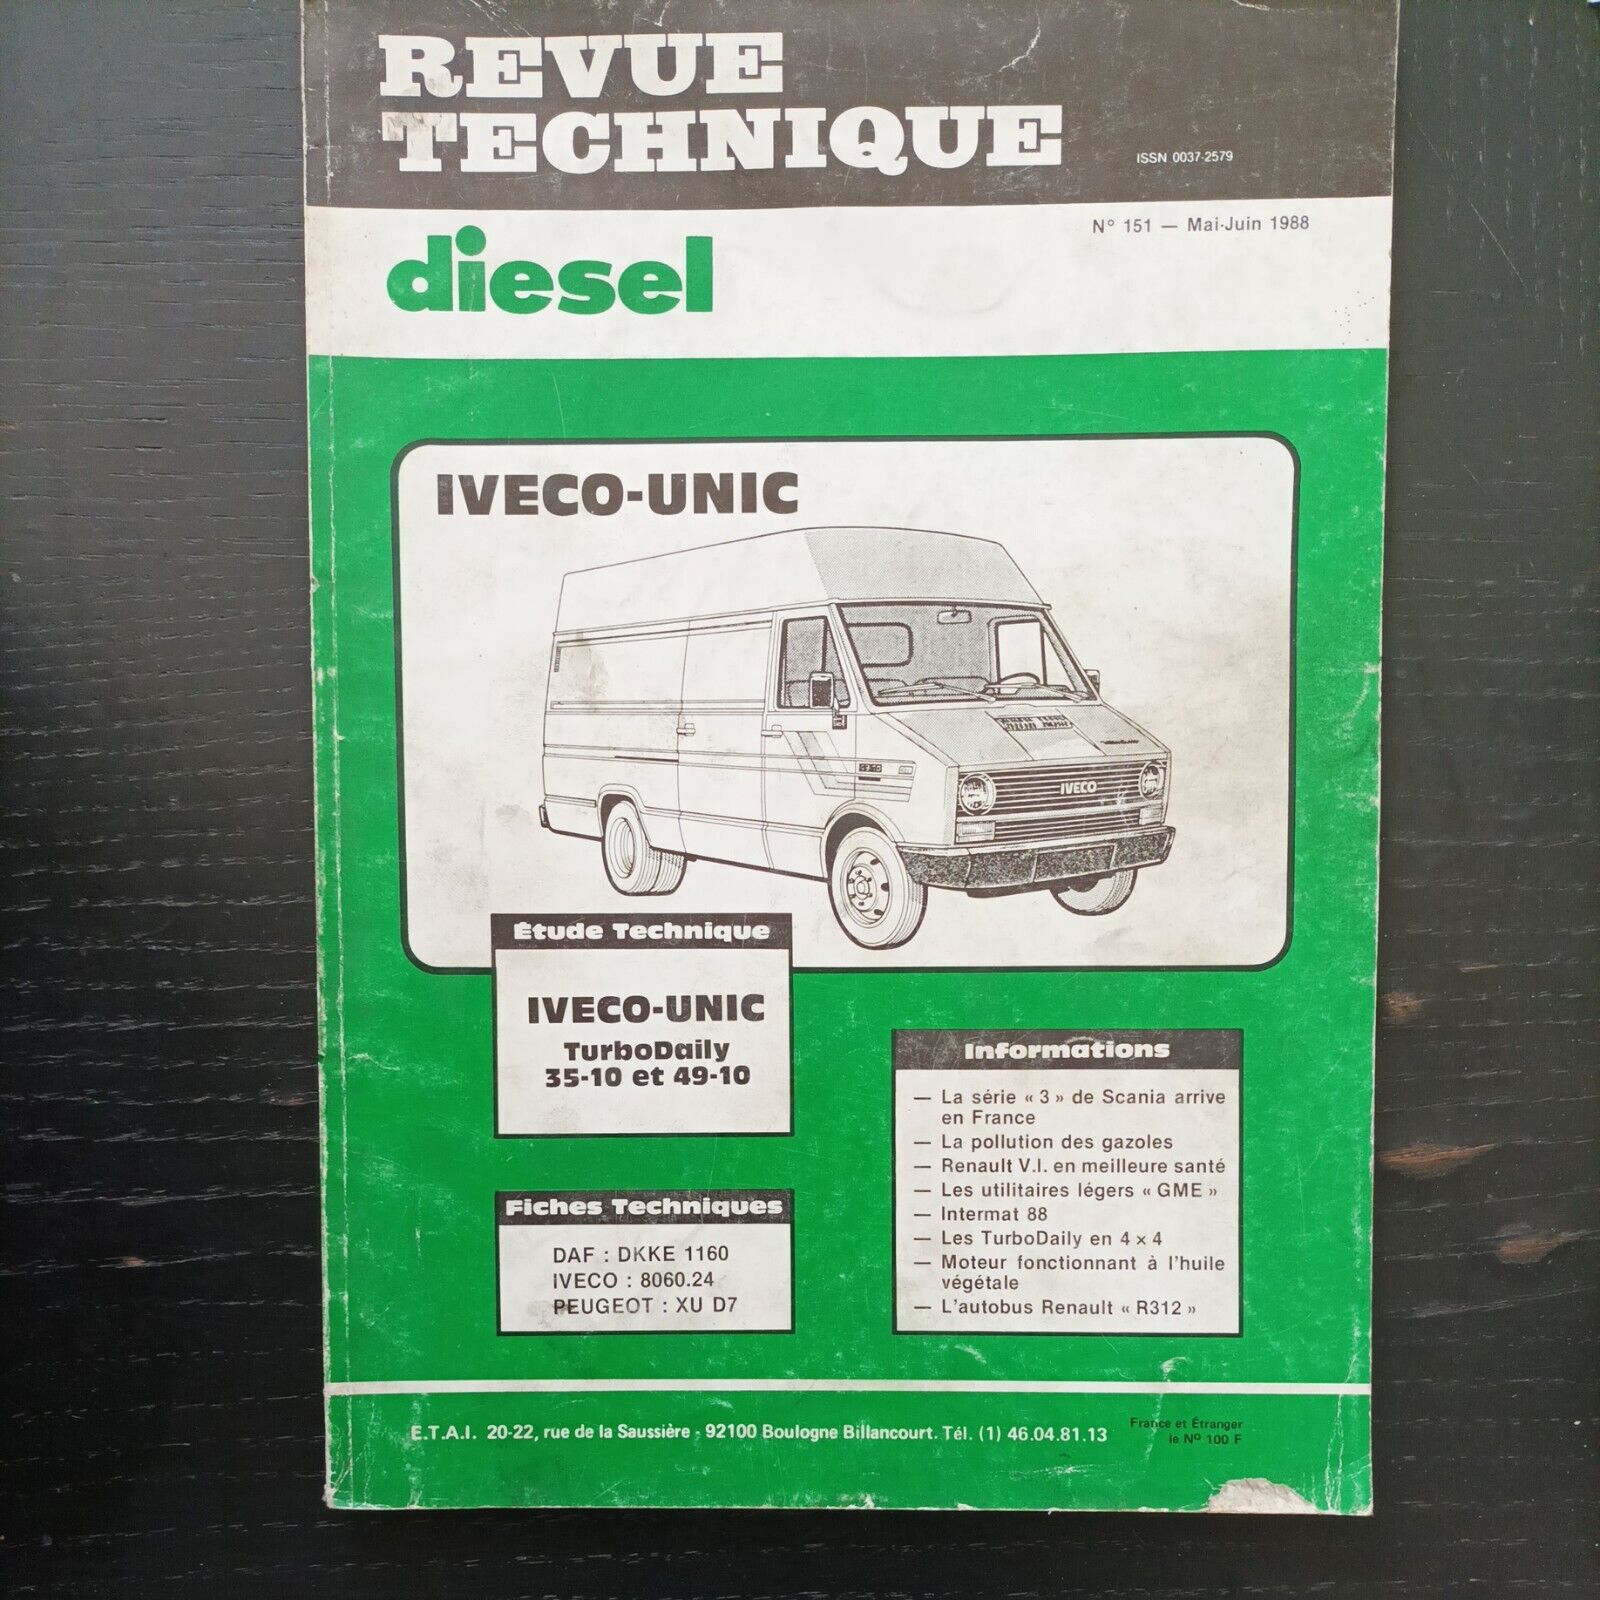 REVUE
TECHNIQUE
ISSN 0037-2579
N° 151 — Mai-Juin 1988
diesel
IVECO-UNIC
IVECO
Étude Technique
IVECO-UNIC
TurboDaily
35-10 et 49-10
Fiches Techniques
DAF : DKKE 1160
IVECO : 8060.24
PEUGEOT : XU D7
Informations
— La série « 3 » de Scania arrive
en France
— La pollution des gazoles
— Renault V.I. en meilleure santé
— Les utilitaires légers « GME »
— Intermat 88
— Les TurboDaily en 4 × 4
— Moteur fonctionnant à l'huile
végétale
— L'autobus Renault « R312 »
E.T.A.I. 20-22, rue de la Saussière - 92100 Boulogne Billancourt. Tél. (1) 46.04.81.13
France et Étranger
le N° 100 F